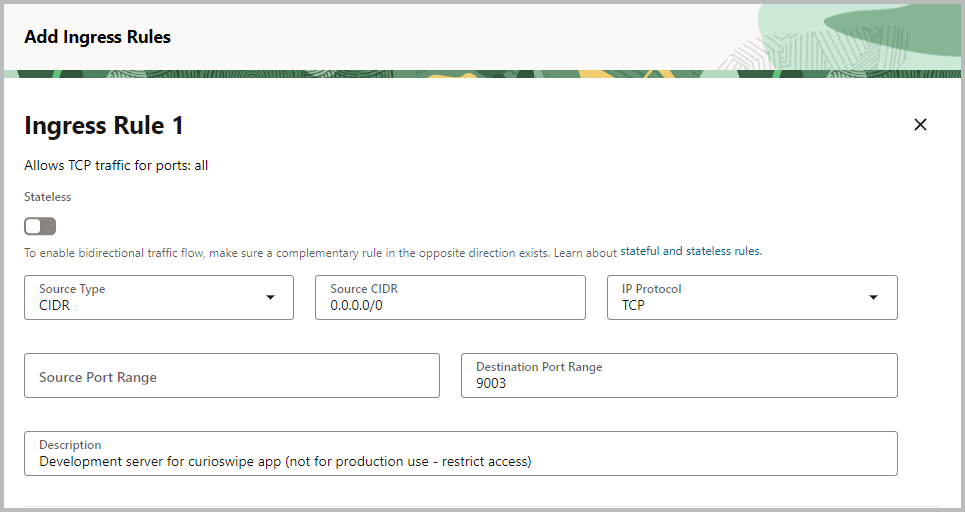 Add Ingress Rules
Ingress Rule 1
Allows TCP traffic for ports: all
Stateless
To enable bidirectional traffic flow, make sure a complementary rule in the opposite direction exists. Learn about stateful and stateless rules.
Source Type
CIDR
Source CIDR
0.0.0.0/0
IP Protocol
TCP
Source Port Range
Destination Port Range
9003
Description
Development server for curioswipe app (not for production use - restrict access)